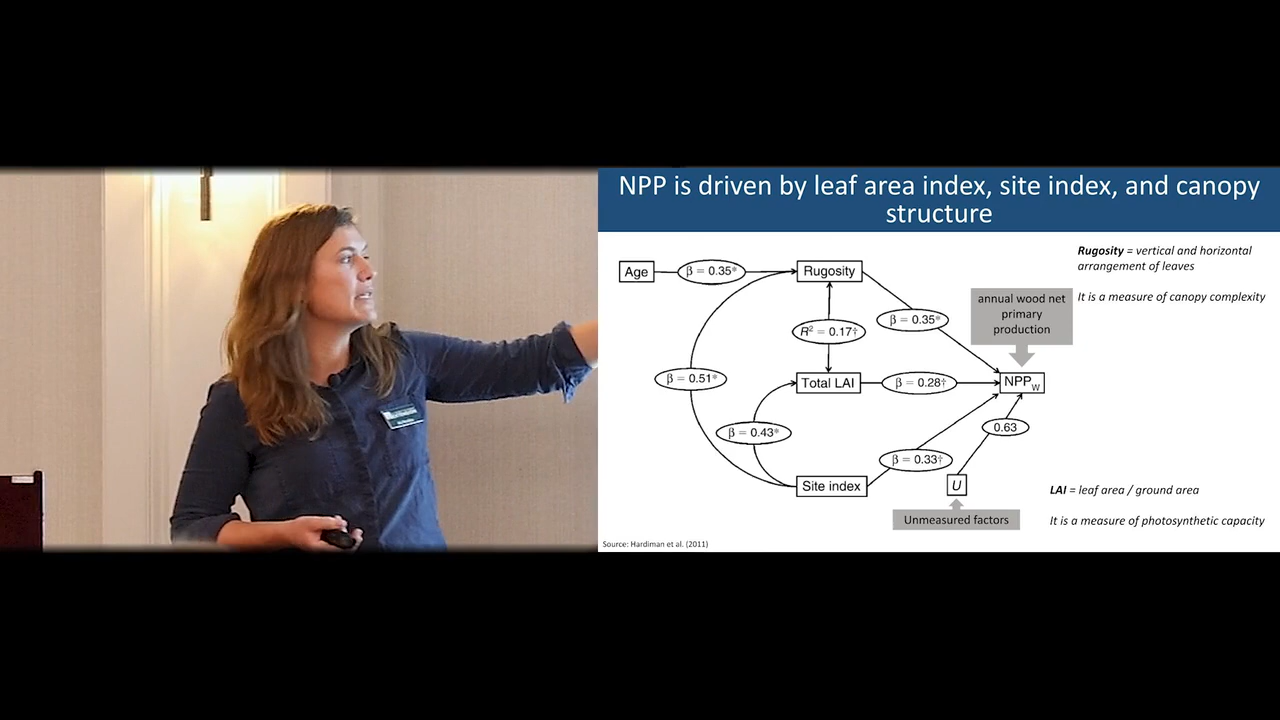 NPP is driven by leaf area index, site index, and canopy
structure
Rugosity = vertical and horizontal
arrangement of leaves
It is a measure of canopy complexity
Age
β = 0.35*
Rugosity
annual wood net
primary
production
R² = 0.17†
β = 0.35*
β = 0.51*
Total LAI
β = 0.28†
NPPw
β = 0.43*
0.63
β = 0.33†
Site index
U
LAI = leaf area / ground area
Unmeasured factors
It is a measure of photosynthetic capacity
Source: Hardiman et al. (2011)